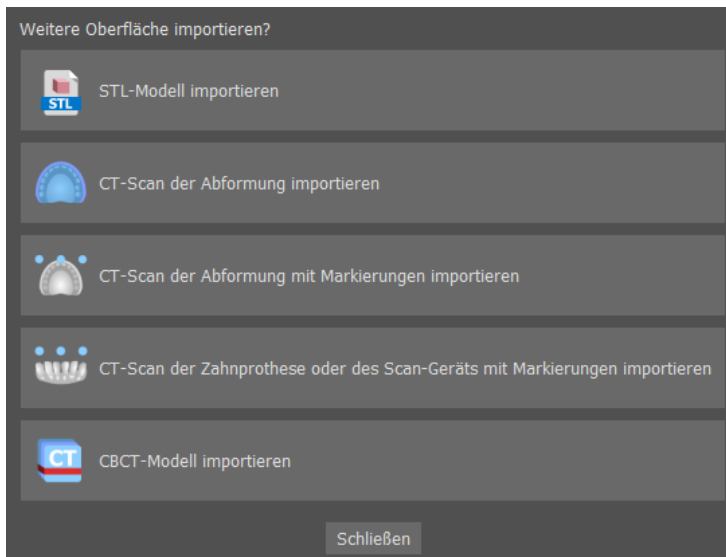 Weitere Oberfläche importieren?
STL
STL-Modell importieren
CT-Scan der Abformung importieren
CT-Scan der Abformung mit Markierungen importieren
CT-Scan der Zahnprothese oder des Scan-Geräts mit Markierungen importieren
CT
CBCT-Modell importieren
Schließen